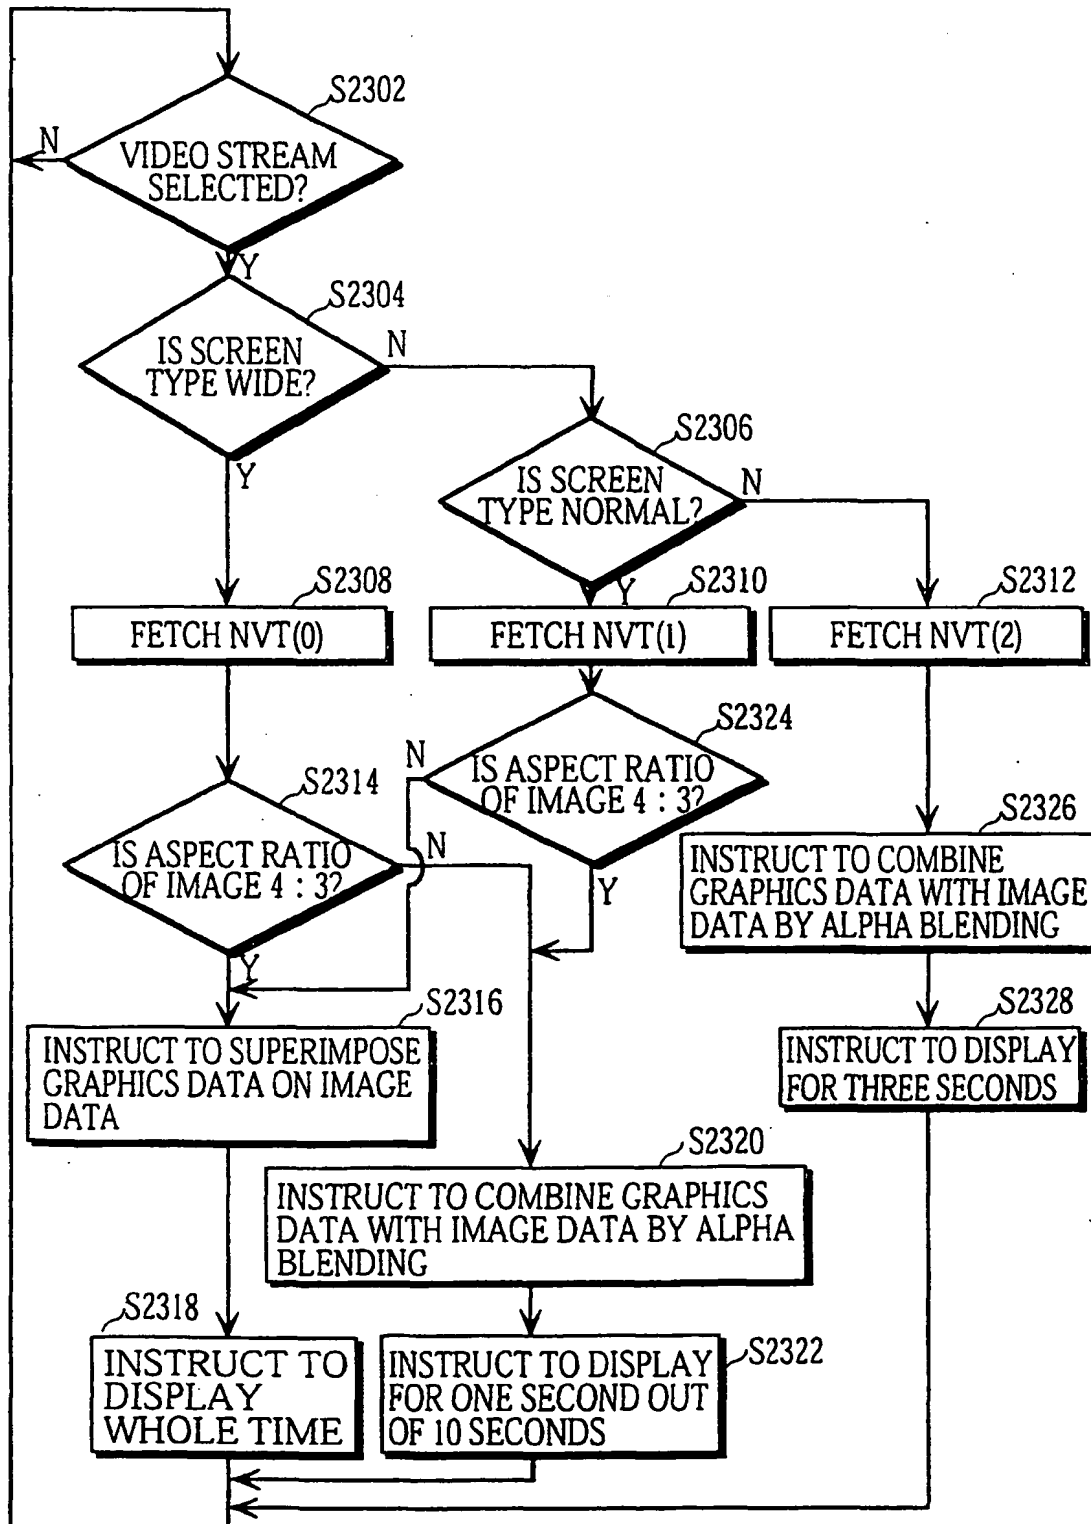 S2302
N
VIDEO STREAM
SELECTED?
Y
S2304
IS SCREEN
TYPE WIDE?
N
Y
S2306
IS SCREEN
TYPE NORMAL?
N
Y
S2308
FETCH NVT(0)
S2310
FETCH NVT(1)
S2312
FETCH NVT(2)
S2324
N
IS ASPECT RATIO
OF IMAGE 4 : 3?
Y
S2314
IS ASPECT RATIO
OF IMAGE 4 : 3?
N
Y
S2326
INSTRUCT TO COMBINE
GRAPHICS DATA WITH IMAGE
DATA BY ALPHA BLENDING
S2316
INSTRUCT TO SUPERIMPOSE
GRAPHICS DATA ON IMAGE
DATA
S2328
INSTRUCT TO DISPLAY
FOR THREE SECONDS
S2320
INSTRUCT TO COMBINE GRAPHICS
DATA WITH IMAGE DATA BY ALPHA
BLENDING
S2318
INSTRUCT TO
DISPLAY
WHOLE TIME
S2322
INSTRUCT TO DISPLAY
FOR ONE SECOND OUT
OF 10 SECONDS